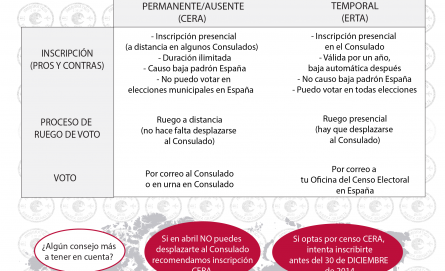 PERMANENTE/AUSENTE
(CERA)
TEMPORAL
(ERTA)
INSCRIPCIÓN
(PROS Y CONTRAS)
- Inscripción presencial
(a distancia en algunos Consulados)
- Duración ilimitada
- Causo baja padrón España
- No puedo votar en
elecciones municipales en España
- Inscripción presencial
en el Consulado
- Válida por un año,
baja automática después
- No causo baja padrón España
- Puedo votar en todas elecciones
PROCESO DE
RUEGO DE VOTO
Ruego a distancia
(no hace falta desplazarse
al Consulado)
Ruego presencial
(hay que desplazarse
al Consulado)
VOTO
Por correo al Consulado
o en urna en Consulado
Por correo a
tu Oficina del Censo Electoral
en España
¿Algún consejo más
a tener en cuenta?
Si en abril NO puedes
desplazarte al Consulado
recomendamos inscripción
CERA
Si optas por censo CERA,
intenta inscribirte
antes del 30 de DICIEMBRE
de 2014